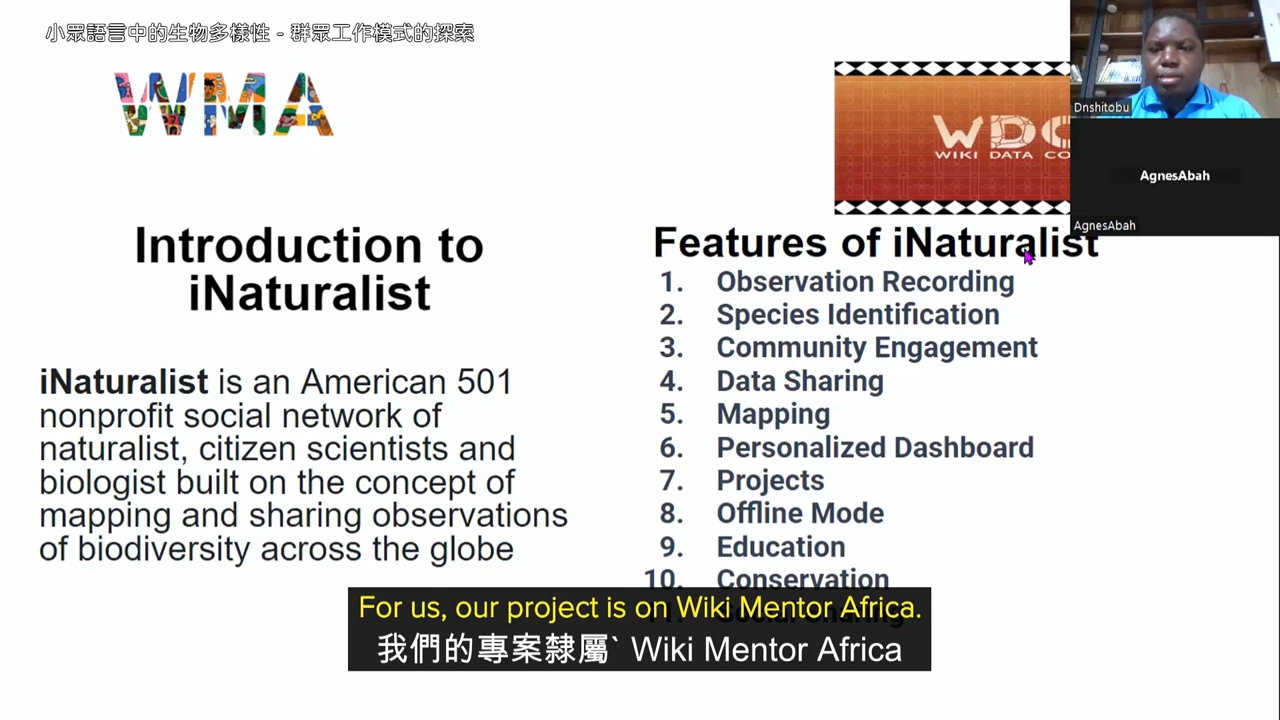 小眾語言中的生物多樣性 - 群眾工作模式的探索
WMA
WDC
WIKI DATA CO
Dnshitobu
AgnesAbah
AgnesAbah
Introduction to
iNaturalist
iNaturalist is an American 501
nonprofit social network of
naturalist, citizen scientists and
biologist built on the concept of
mapping and sharing observations
of biodiversity across the globe
Features of iNaturalist
1. Observation Recording
2. Species Identification
3. Community Engagement
4. Data Sharing
5. Mapping
6. Personalized Dashboard
7. Projects
8. Offline Mode
9. Education
10. Conservation
For us, our project is on Wiki Mentor Africa.
我們的專案隸屬` Wiki Mentor Africa